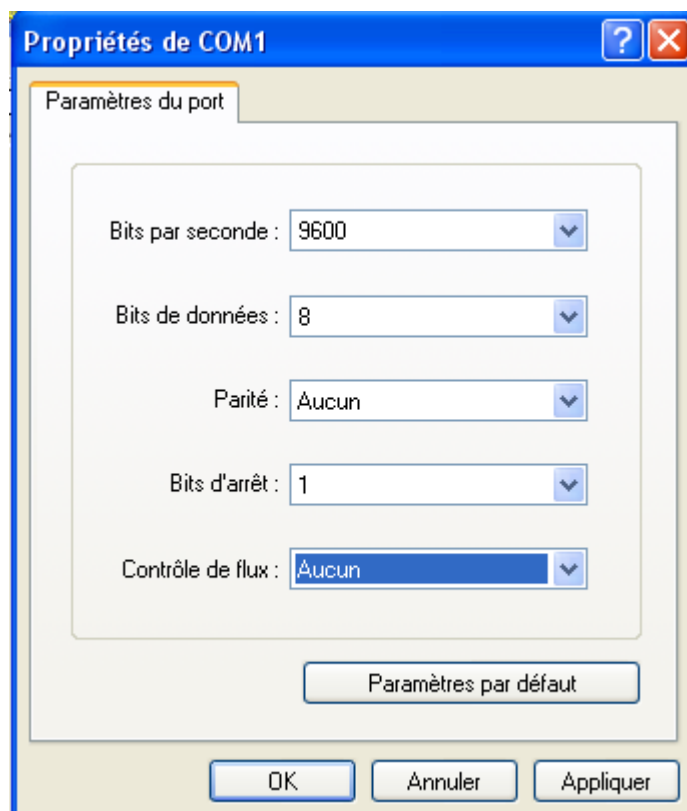 Propriétés de COM1
?
Paramètres du port
Bits par seconde : 9600
Bits de données : 8
Parité : Aucun
Bits d'arrêt : 1
Contrôle de flux : Aucun
Paramètres par défaut
OK Annuler Appliquer